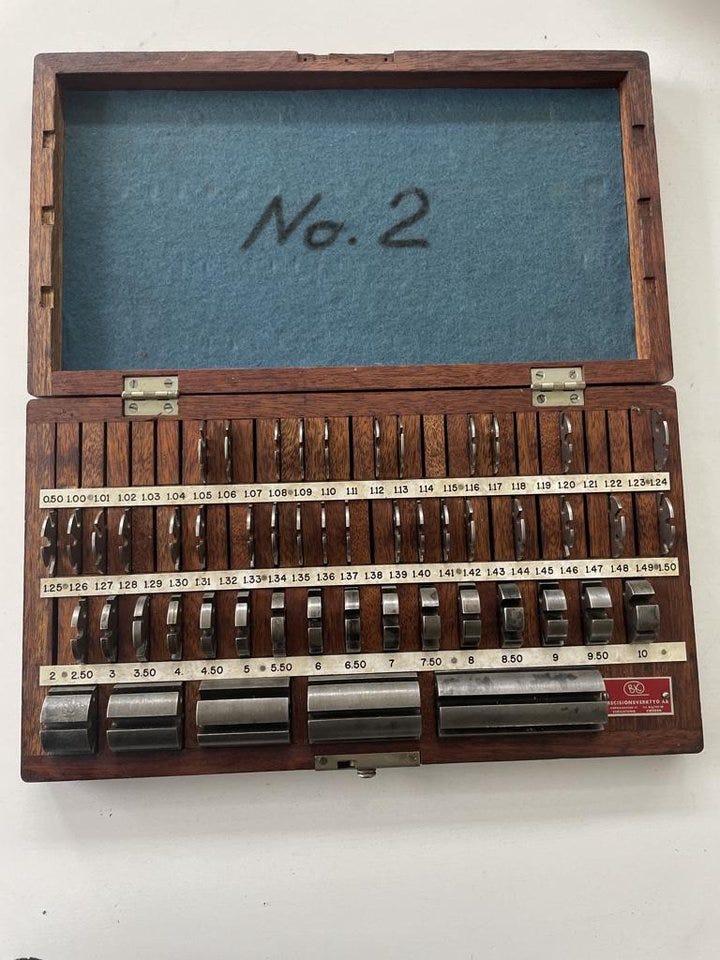 No. 2
0.50 1.00 1.01 1.02 1.03 1.04 1.05 1.06 1.07 1.08 1.09 1.10 1.11 1.12 1.13 1.14 1.15 1.16 1.17 1.18 1.19 1.20 1.21 1.22 1.23 1.24
1.25 1.26 1.27 1.28 1.29 1.30 1.31 1.32 1.33 1.34 1.35 1.36 1.37 1.38 1.39 1.40 1.41 1.42 1.43 1.44 1.45 1.46 1.47 1.48 1.49 1.50
2 2.50 3 3.50 4. 4.50 5 5.50 6 6.50 7 7.50 8 8.50 9 9.50 10
ECISIONSVERKTYG AB
SWEDEN